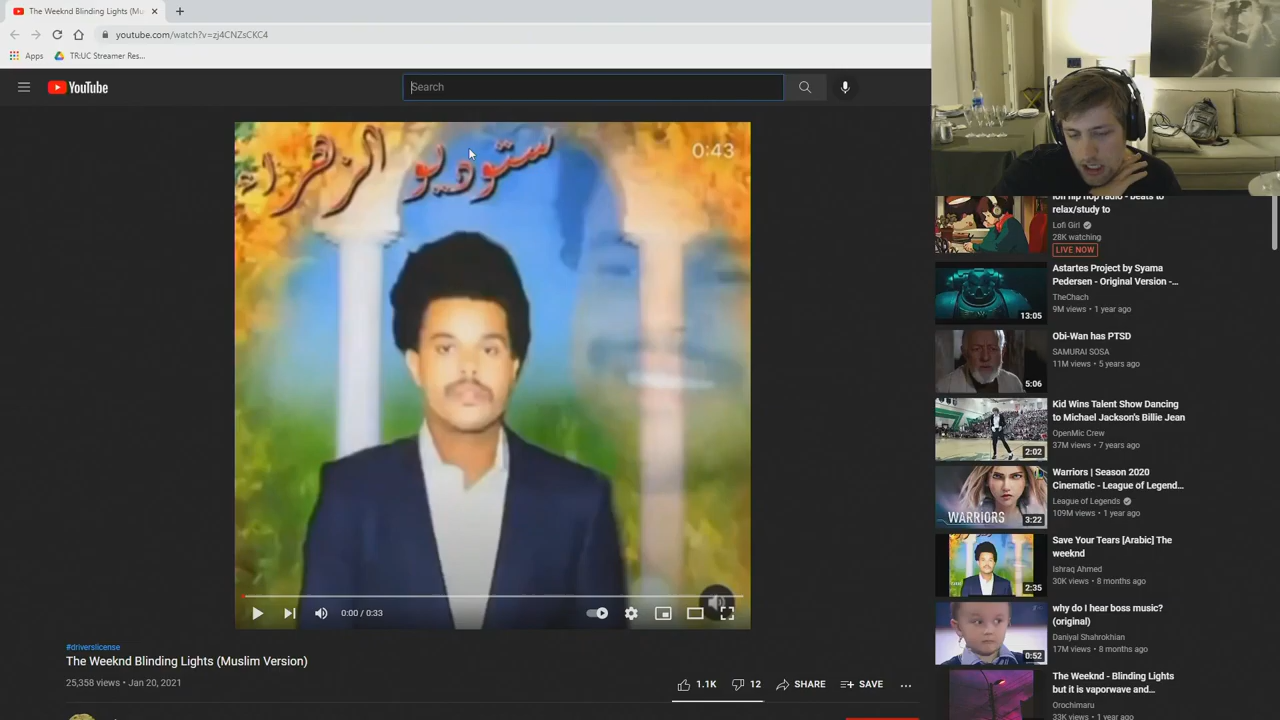 The Weeknd Blinding Lights (Mu
youtube.com/watch?v=zj4CNZsCKC4
Apps
TR:UC Streamer Res...
YouTube
Search
ستوديو الزهراء
0:43
0:00 / 0:33
#driverslicense
The Weeknd Blinding Lights (Muslim Version)
25,358 views • Jan 20, 2021
1.1K
12
SHARE
SAVE
lofi hip hop radio - beats to
relax/study to
Lofi Girl
28K watching
LIVE NOW
Astartes Project by Syama
Pedersen - Original Version -...
TheChach
9M views • 1 year ago
13:05
Obi-Wan has PTSD
SAMURAI SOSA
11M views • 5 years ago
5:06
Kid Wins Talent Show Dancing
to Michael Jackson's Billie Jean
OpenMic Crew
37M views • 7 years ago
2:02
Warriors | Season 2020
Cinematic - League of Legend...
League of Legends
109M views • 1 year ago
WARRIORS
3:22
Save Your Tears [Arabic] The
weeknd
Ishraq Ahmed
30K views • 8 months ago
2:35
why do I hear boss music?
(original)
Daniyal Shahrokhian
17M views • 8 months ago
0:52
The Weeknd - Blinding Lights
but it is vaporwave and...
Orochimaru
33K views • 1 year ago